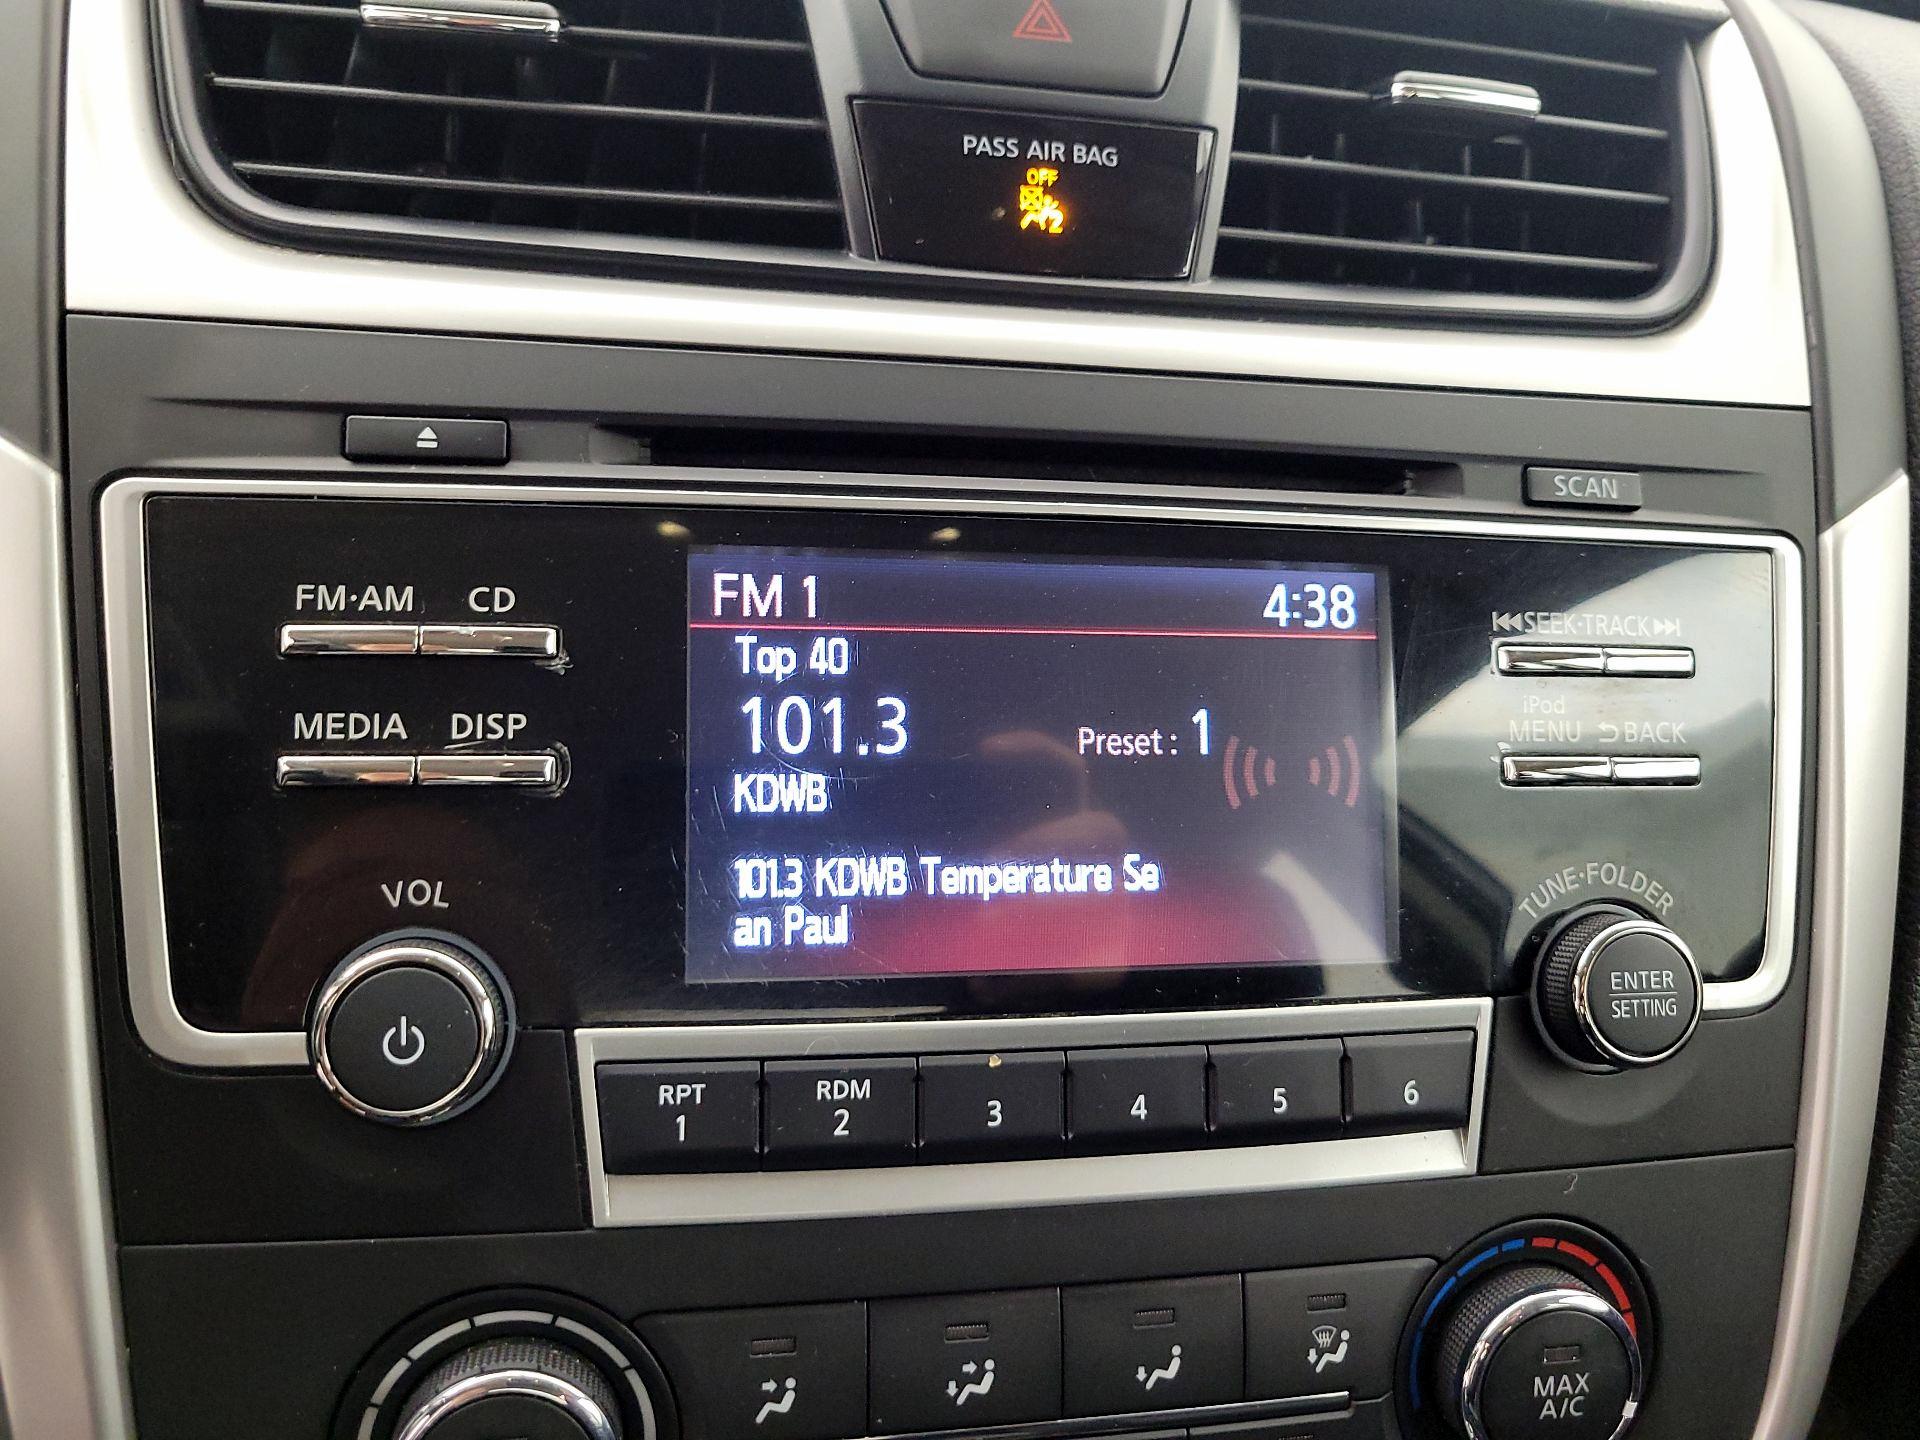 PASS AIR BAG
OFF
2
SCAN
FM·AM CD
MEDIA DISP
VOL
FM 1 4:38
Top 40
101.3 Preset: 1
KDWB
101.3 KDWB Temperature Se
an Paul
SEEK·TRACK
iPod
MENU BACK
TUNE·FOLDER
ENTER
SETTING
RPT
1
RDM
2
3
4
5
6
MAX
A/C